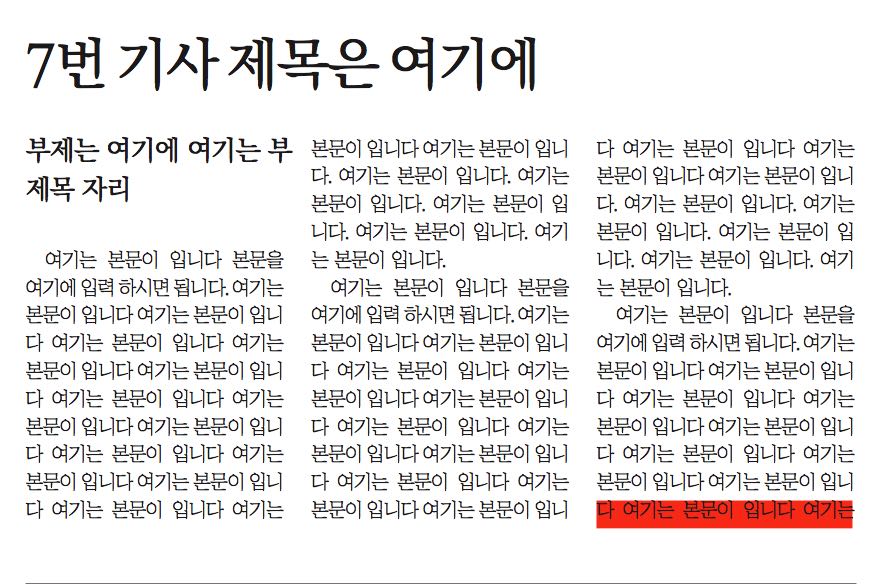 7번 기사 제목은 여기에
부제는 여기에 여기는 부
제목 자리
여기는 본문이 입니다 본문을
여기에 입력 하시면 됩니다. 여기는
본문이 입니다 여기는 본문이 입니
다 여기는 본문이 입니다 여기는
본문이 입니다 여기는 본문이 입니
다 여기는 본문이 입니다 여기는
본문이 입니다 여기는 본문이 입니
다 여기는 본문이 입니다 여기는
본문이 입니다 여기는 본문이 입니
다 여기는 본문이 입니다 여기는
본문이 입니다 여기는 본문이 입니
다. 여기는 본문이 입니다. 여기는
본문이 입니다. 여기는 본문이 입
니다. 여기는 본문이 입니다. 여기
는 본문이 입니다.
여기는 본문이 입니다 본문을
여기에 입력 하시면 됩니다. 여기는
본문이 입니다 여기는 본문이 입니
다 여기는 본문이 입니다 여기는
본문이 입니다 여기는 본문이 입니
다 여기는 본문이 입니다 여기는
본문이 입니다 여기는 본문이 입니
다 여기는 본문이 입니다 여기는
본문이 입니다 여기는 본문이 입니
다 여기는 본문이 입니다 여기는
본문이 입니다 여기는 본문이 입니
다. 여기는 본문이 입니다. 여기는
본문이 입니다. 여기는 본문이 입
니다. 여기는 본문이 입니다. 여기
는 본문이 입니다.
여기는 본문이 입니다 본문을
여기에 입력 하시면 됩니다. 여기는
본문이 입니다 여기는 본문이 입니
다 여기는 본문이 입니다 여기는
본문이 입니다 여기는 본문이 입니
다 여기는 본문이 입니다 여기는
본문이 입니다 여기는 본문이 입니
다 여기는 본문이 입니다 여기는